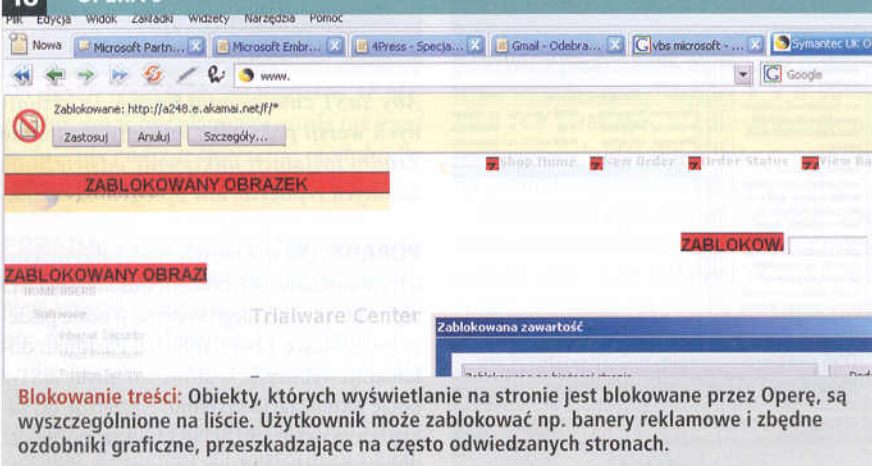 Plik Edycja Widok Zakładki Widżety Narzędzia Pomoc
Nowa Microsoft Partn... Microsoft Embr... 4Press - Specja... Gmail - Odebra... vbs microsoft - ... Symantec UK O
www. Google
Zablokowane: http://a248.e.akamai.net/f/*
Zastosuj Anuluj Szczegóły...
Shop Home New Order Order Status View Ba
ZABLOKOWANY OBRAZEK
ZABLOKOW
ZABLOKOWANY OBRAZ
HOME USERS
Software
Trialware Center
Zablokowana zawartość
Blokowanie treści: Obiekty, których wyświetlanie na stronie jest blokowane przez Operę, są
wyszczególnione na liście. Użytkownik może zablokować np. banery reklamowe i zbędne
ozdobniki graficzne, przeszkadzające na często odwiedzanych stronach.